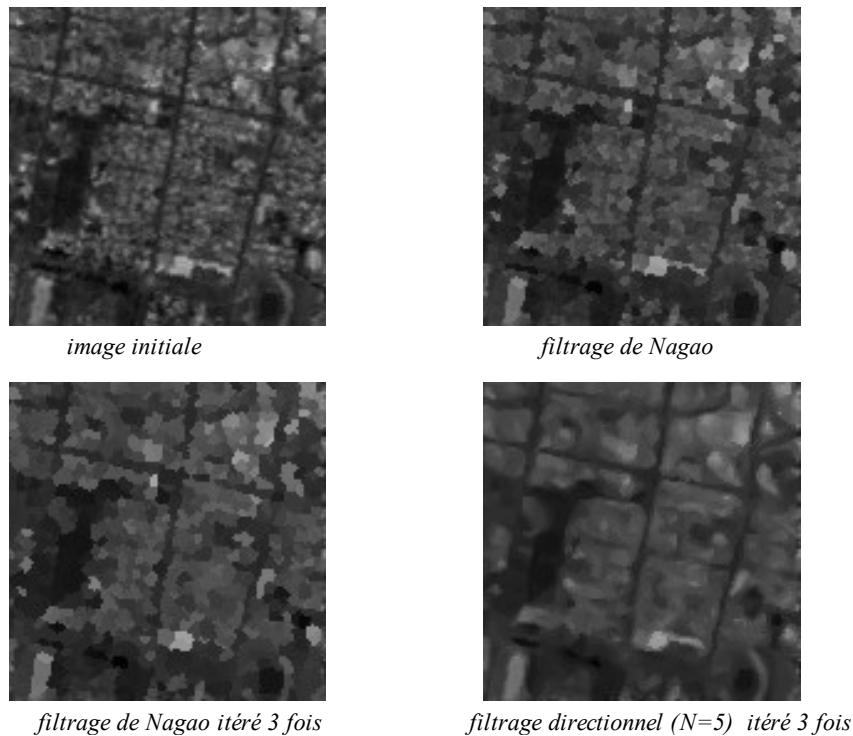 image initiale
filtrage de Nagao
filtrage de Nagao itéré 3 fois
filtrage directionnel (N=5) itéré 3 fois